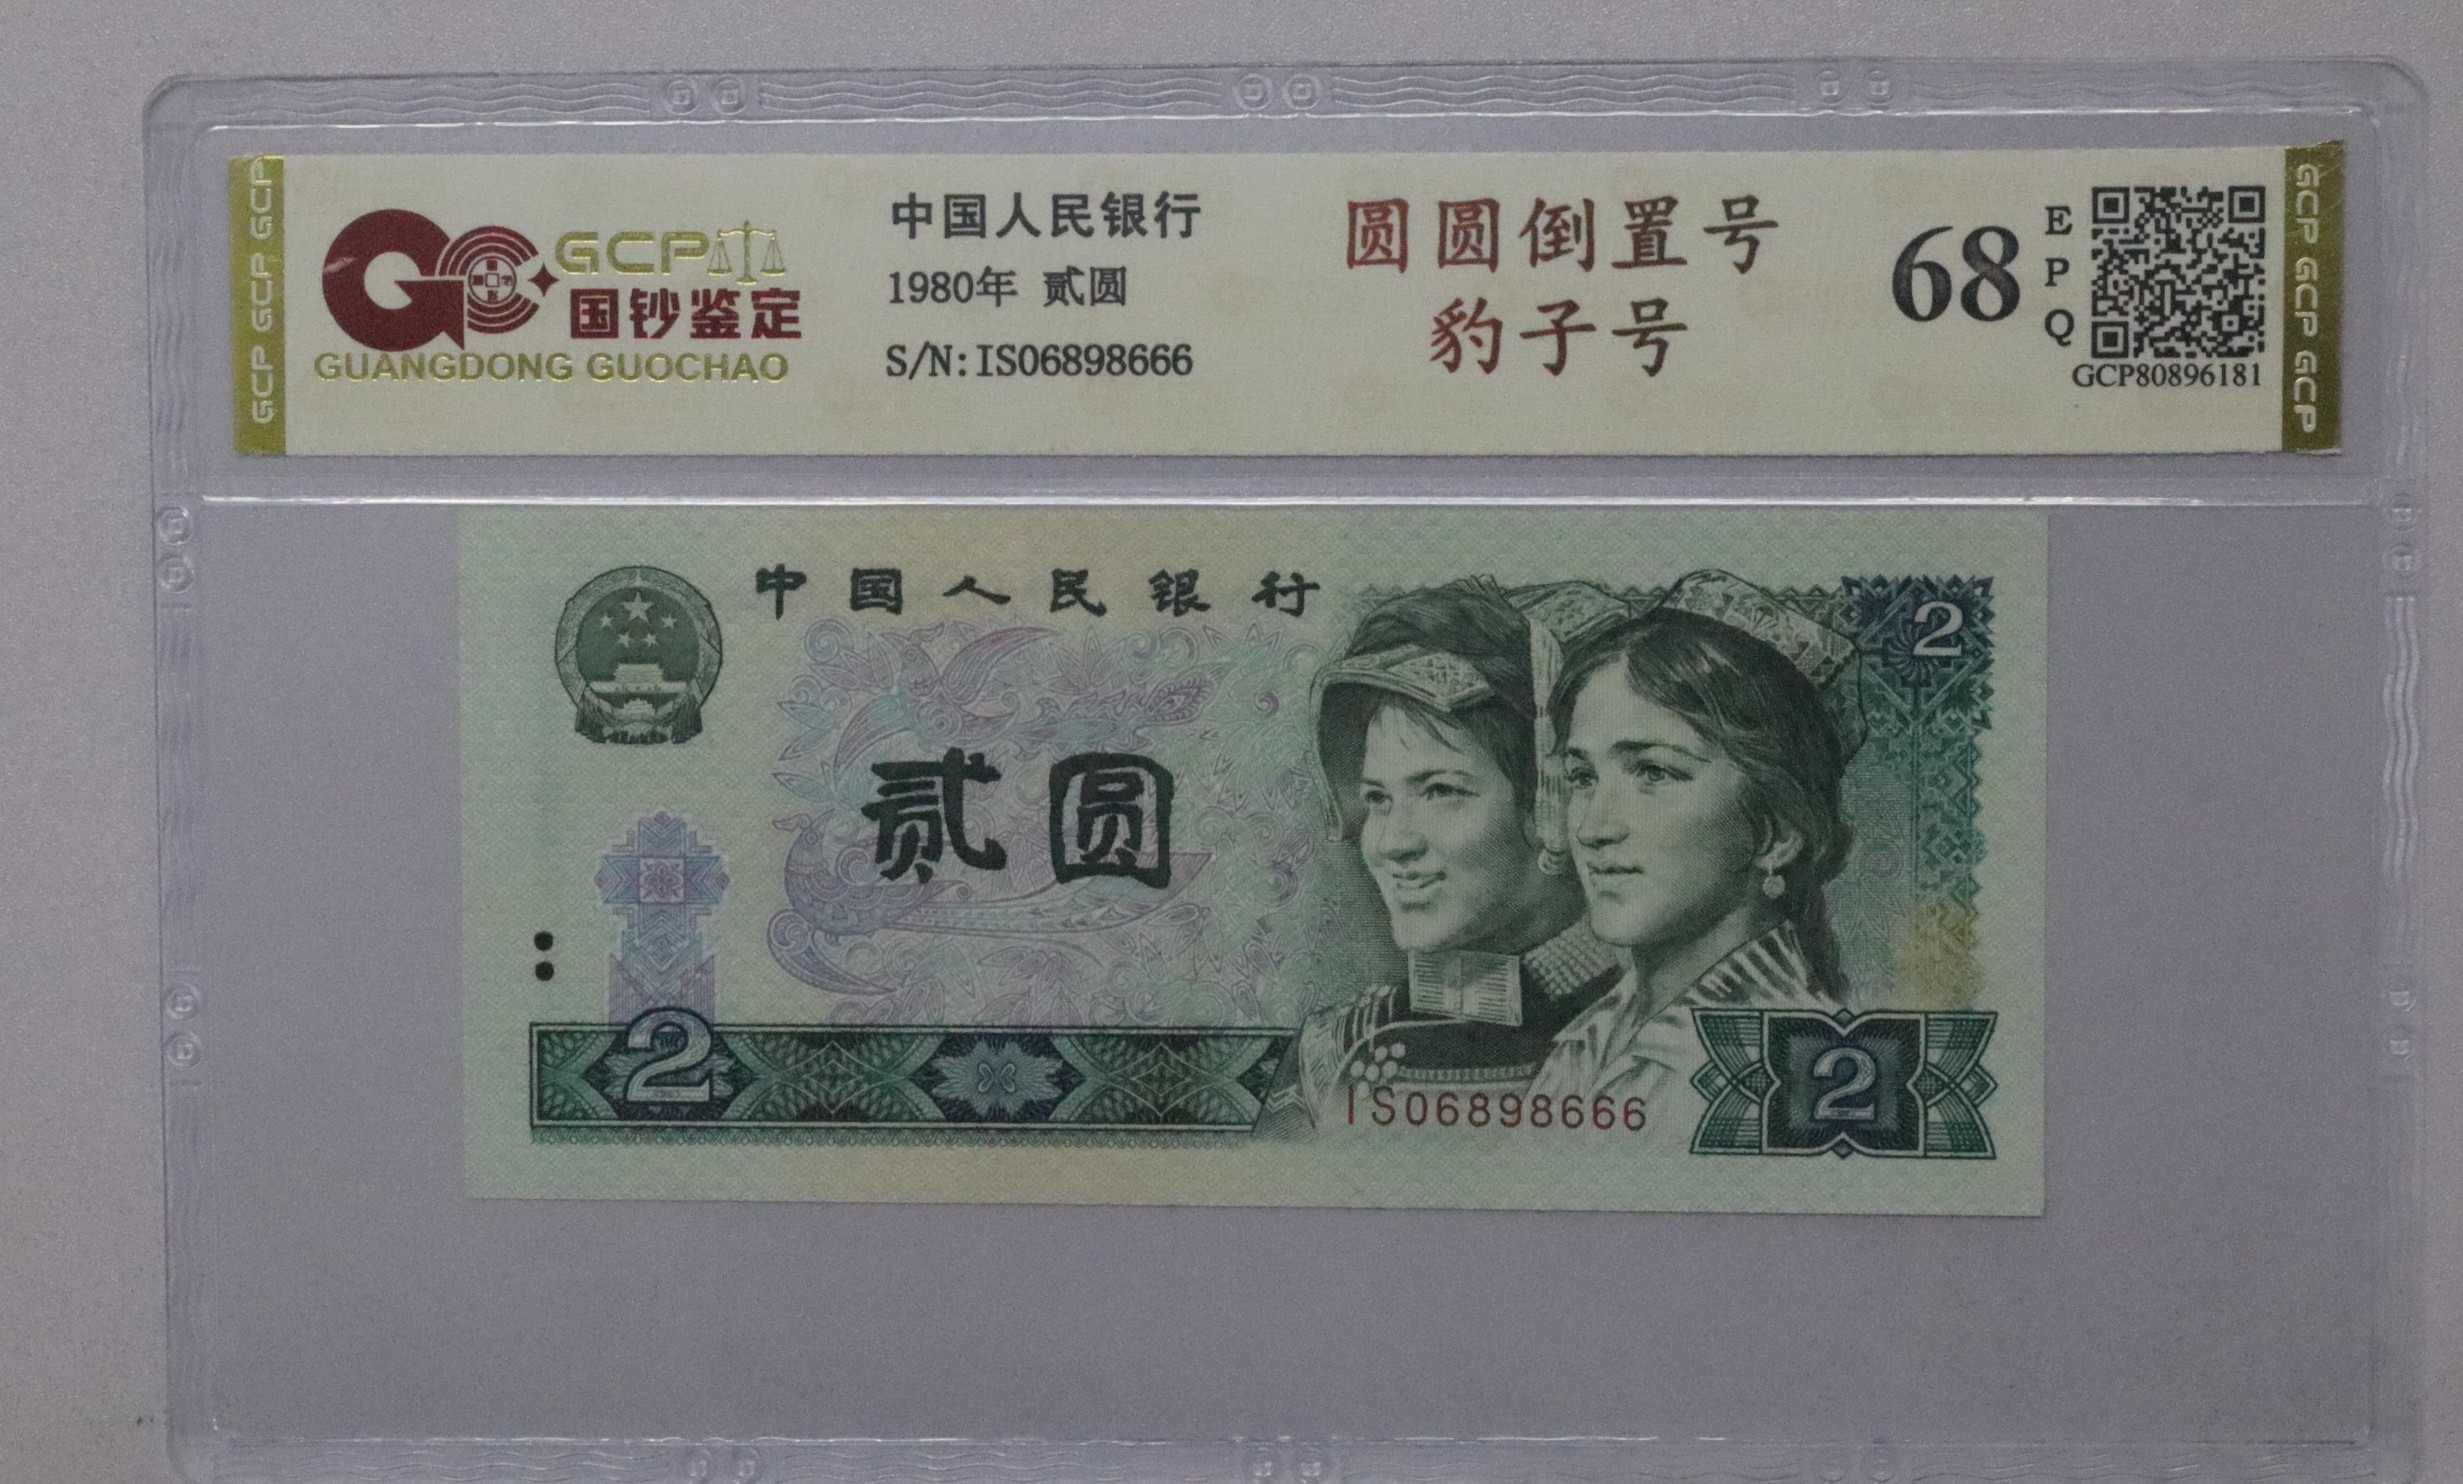 GCP GCP GCP
GCP
国钞鉴定
GUANGDONG GUOCHAO
中国人民银行
1980年 贰圆
S/N:IS06898666
圆圆倒置号
豹子号
68
EPQ
GCP80896181
GCP GCP GCP
中国人民银行
2
贰圆
2
2
IS06898666